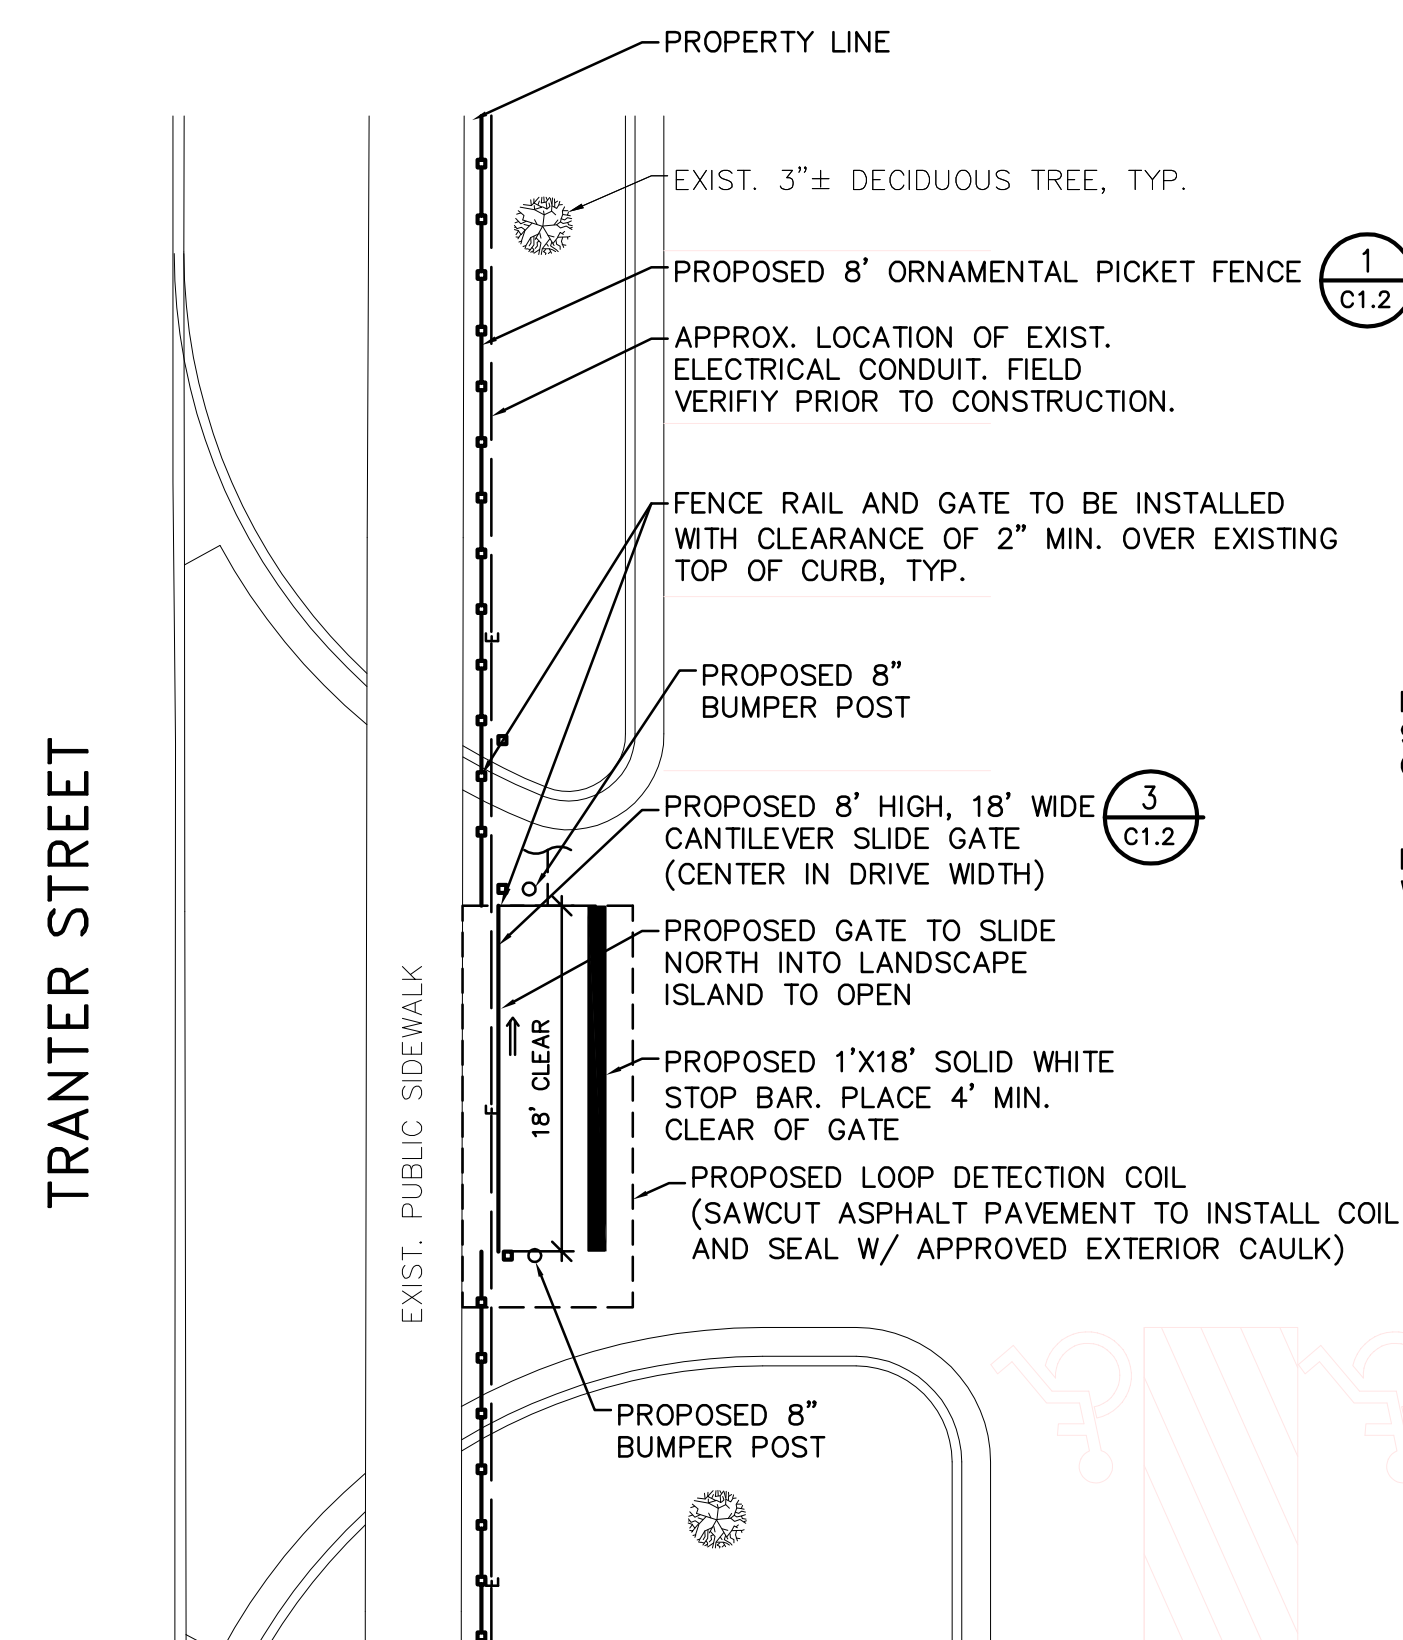 PROPERTY LINE
EXIST. 3"± DECIDUOUS TREE, TYP.
PROPOSED 8' ORNAMENTAL PICKET FENCE
1
C1.2
APPROX. LOCATION OF EXIST.
ELECTRICAL CONDUIT. FIELD
VERIFIY PRIOR TO CONSTRUCTION.
FENCE RAIL AND GATE TO BE INSTALLED
WITH CLEARANCE OF 2" MIN. OVER EXISTING
TOP OF CURB, TYP.
E
PROPOSED 8"
BUMPER POST
PROPOSED 8' HIGH, 18' WIDE
CANTILEVER SLIDE GATE
(CENTER IN DRIVE WIDTH)
3
C1.2
PROPOSED GATE TO SLIDE
NORTH INTO LANDSCAPE
ISLAND TO OPEN
18' CLEAR
E
PROPOSED 1'X18' SOLID WHITE
STOP BAR. PLACE 4' MIN.
CLEAR OF GATE
PROPOSED LOOP DETECTION COIL
(SAWCUT ASPHALT PAVEMENT TO INSTALL COIL
AND SEAL W/ APPROVED EXTERIOR CAULK)
TRANTER STREET
EXIST. PUBLIC SIDEWALK
PROPOSED 8"
BUMPER POST
E